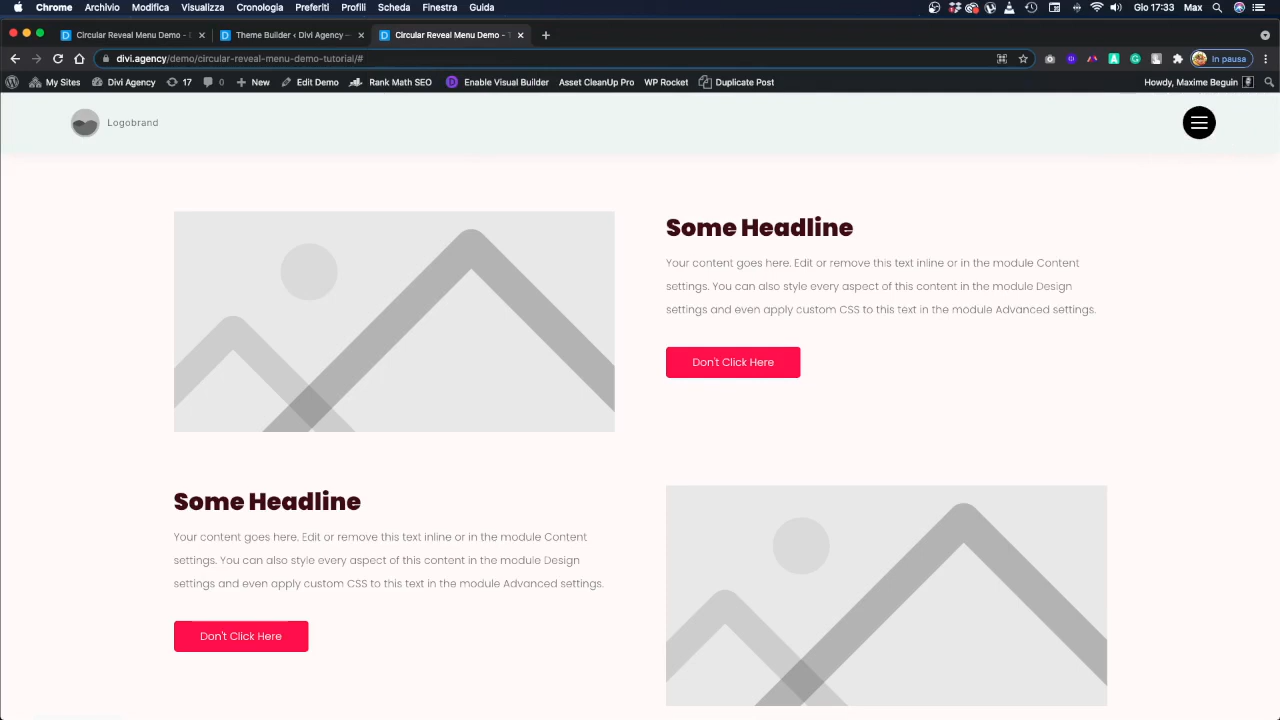 Chrome Archivio Modifica Visualizza Cronologia Preferiti Profili Scheda Finestra Guida Gio 17:33 Max
Circular Reveal Menu Demo - Theme Builder ‹ Divi Agency — Circular Reveal Menu Demo - T
divi.agency/demo/circular-reveal-menu-demo-tutorial/# In pausa
My Sites Divi Agency 17 0 New Edit Demo Rank Math SEO Enable Visual Builder Asset CleanUp Pro WP Rocket Duplicate Post Howdy, Maxime Beguin
Logobrand
Some Headline
Your content goes here. Edit or remove this text inline or in the module Content
settings. You can also style every aspect of this content in the module Design
settings and even apply custom CSS to this text in the module Advanced settings.
Don't Click Here
Some Headline
Your content goes here. Edit or remove this text inline or in the module Content
settings. You can also style every aspect of this content in the module Design
settings and even apply custom CSS to this text in the module Advanced settings.
Don't Click Here